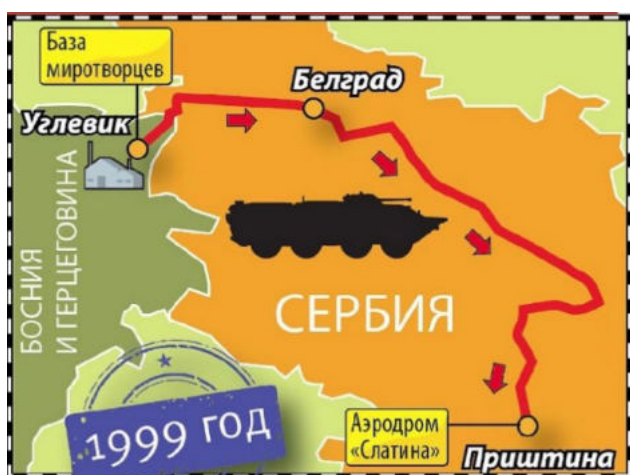 База
миротворцев
Углевик
Белград
БОСНИЯ
И ГЕРЦЕГОВИНА
СЕРБИЯ
1999 ГОД
Аэродром
«Слатина»
Приштина